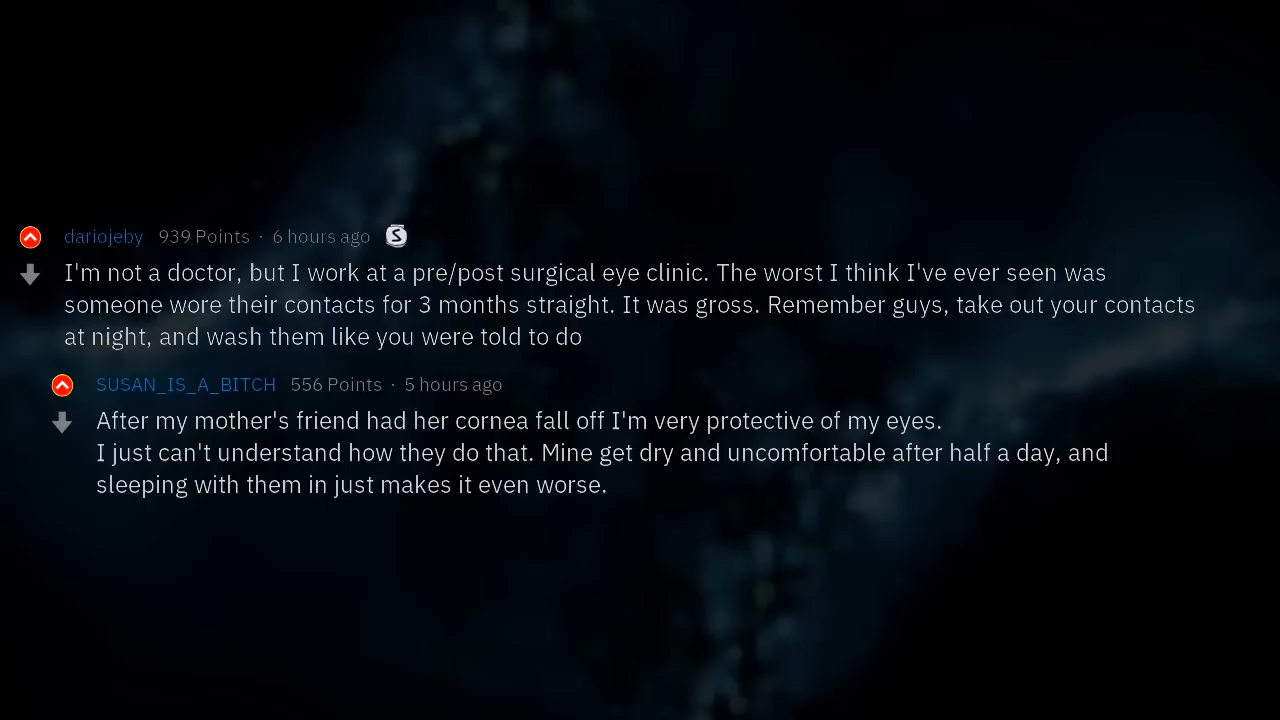 dariojeby 939 Points · 6 hours ago S
I'm not a doctor, but I work at a pre/post surgical eye clinic. The worst I think I've ever seen was
someone wore their contacts for 3 months straight. It was gross. Remember guys, take out your contacts
at night, and wash them like you were told to do
SUSAN_IS_A_BITCH 556 Points · 5 hours ago
After my mother's friend had her cornea fall off I'm very protective of my eyes.
I just can't understand how they do that. Mine get dry and uncomfortable after half a day, and
sleeping with them in just makes it even worse.